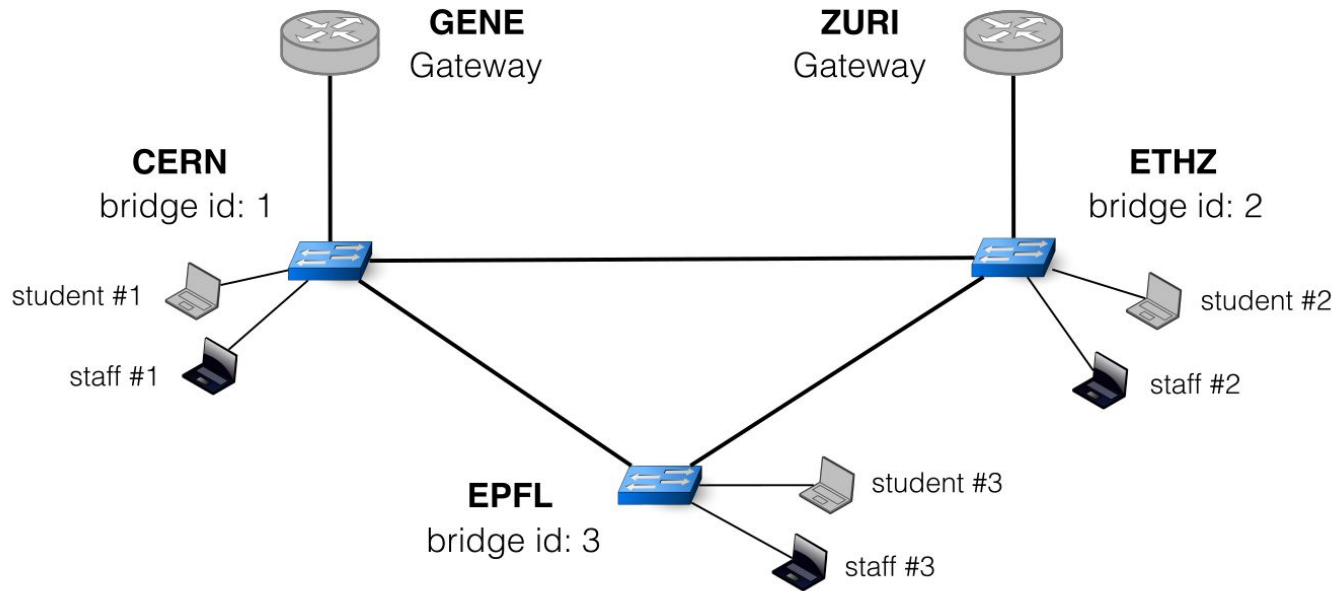 GENE
Gateway
ZURI
Gateway
CERN
bridge id: 1
ETHZ
bridge id: 2
student #1
student #2
staff #1
staff #2
EPFL
bridge id: 3
student #3
staff #3